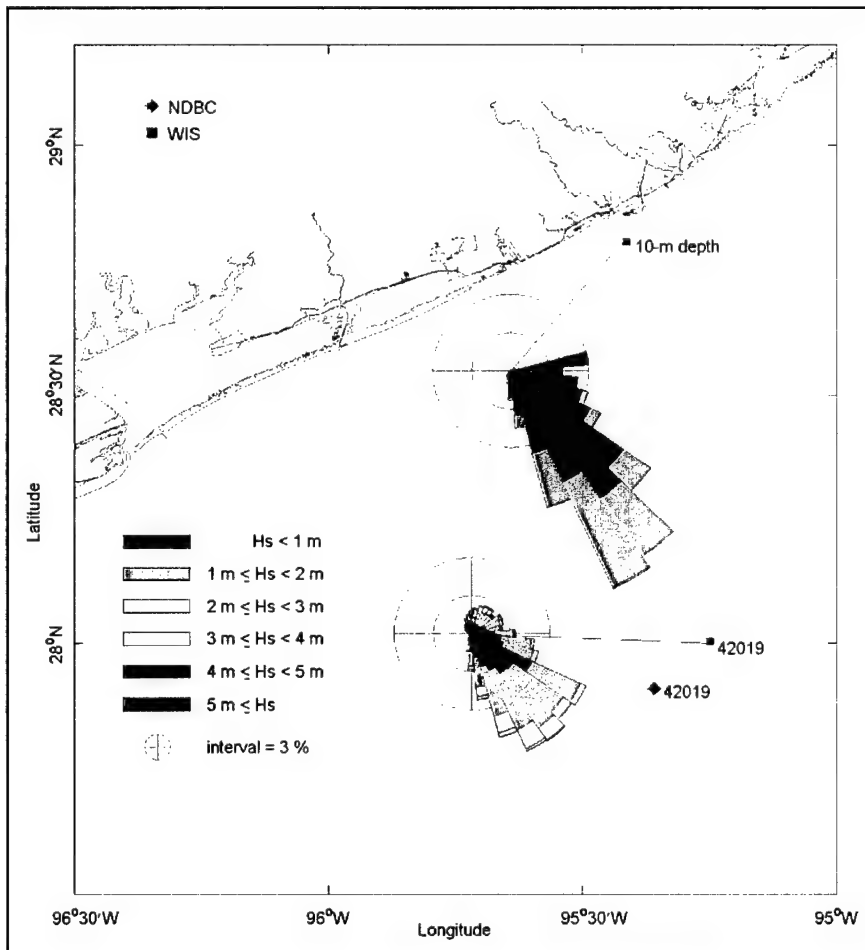 NDBC
WIS
29°N
10-m depth
28°30'N
Latitude
Hs < 1 m
1 m ≤ Hs < 2 m
2 m ≤ Hs < 3 m
3 m ≤ Hs < 4 m
4 m ≤ Hs < 5 m
5 m ≤ Hs
interval = 3 %
28°N
42019
42019
96°30'W
96°W
95°30'W
95°W
Longitude